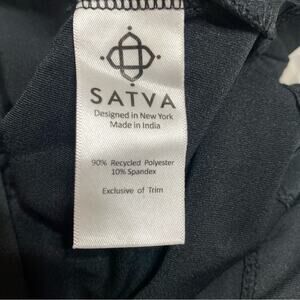 SATVA
Designed in New York
Made in India
90% Recycled Polyester
10% Spandex
Exclusive of Trim